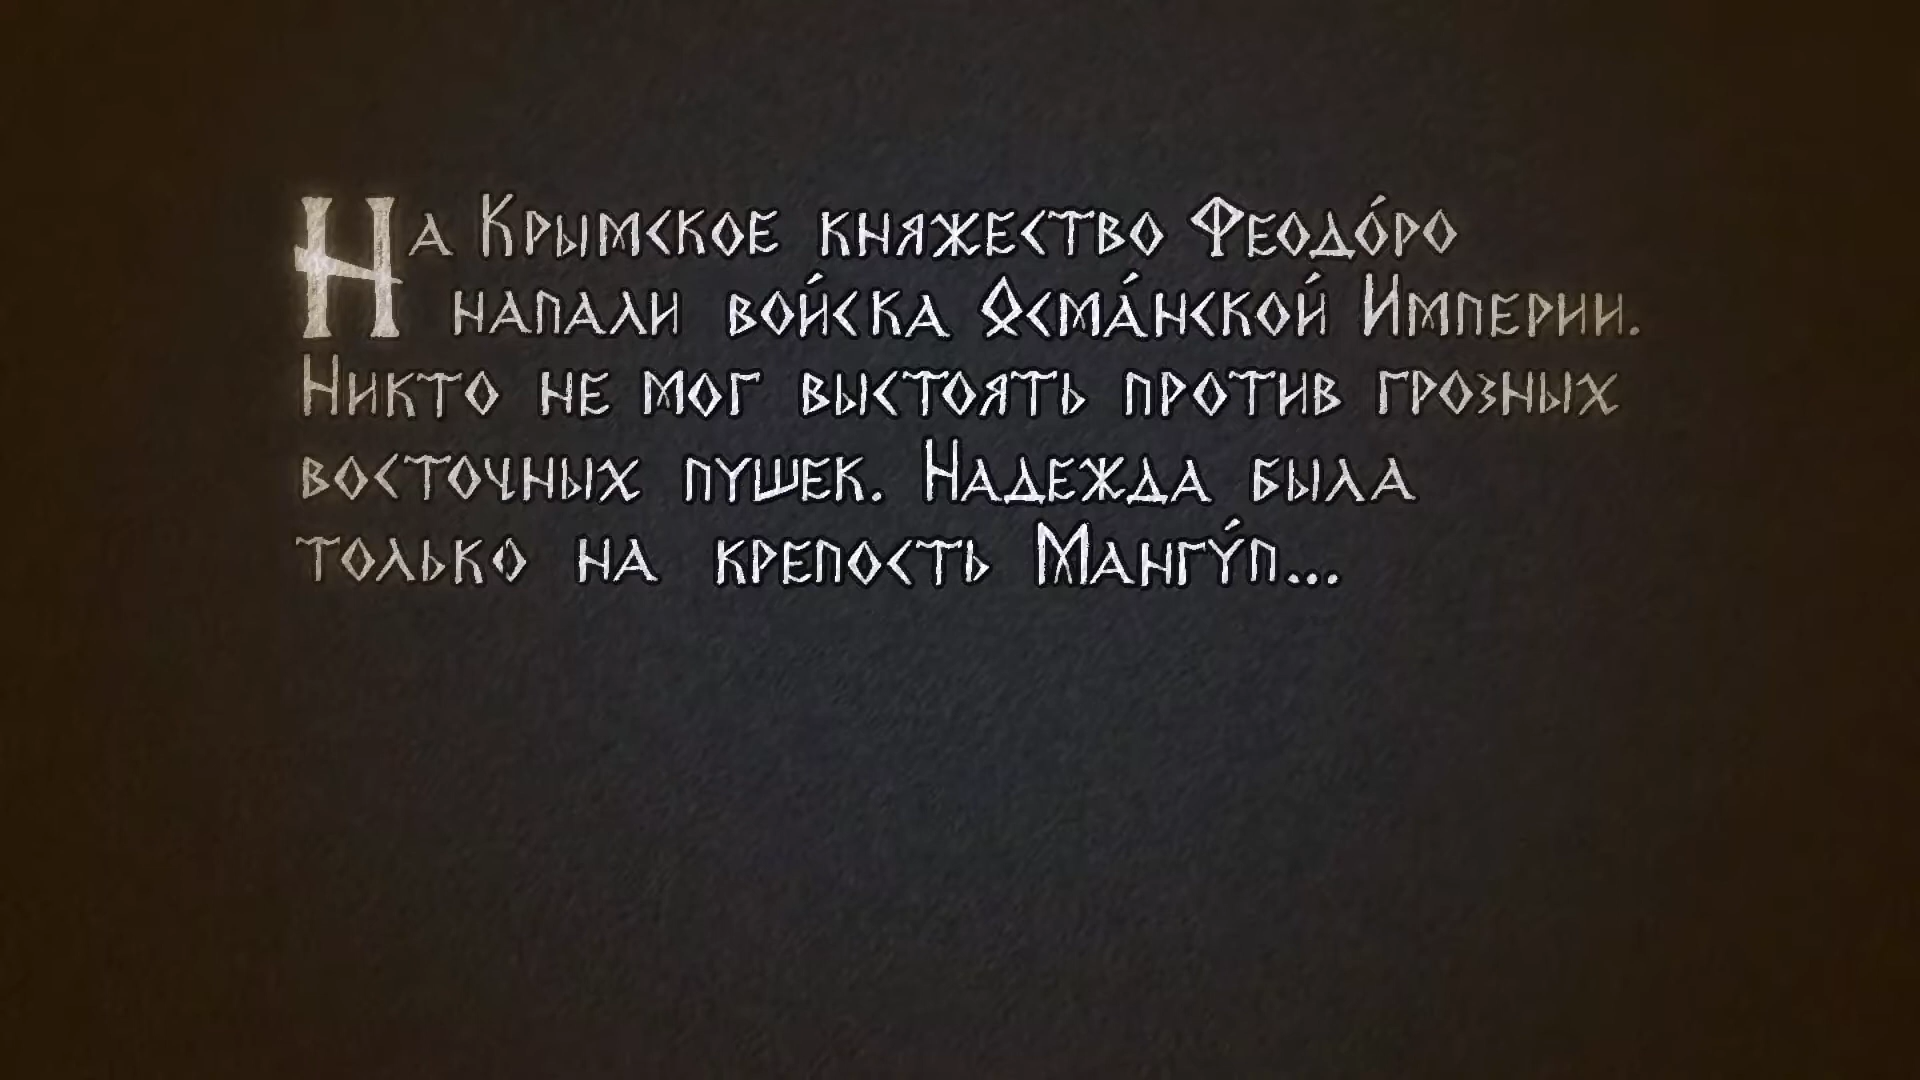 На Крымское княжество Феодо́ро
напали войска Осма́нской Империи.
Никто не мог выстоять против грозных
восточных пушек. Надежда была
только на крепость Мангу́п...